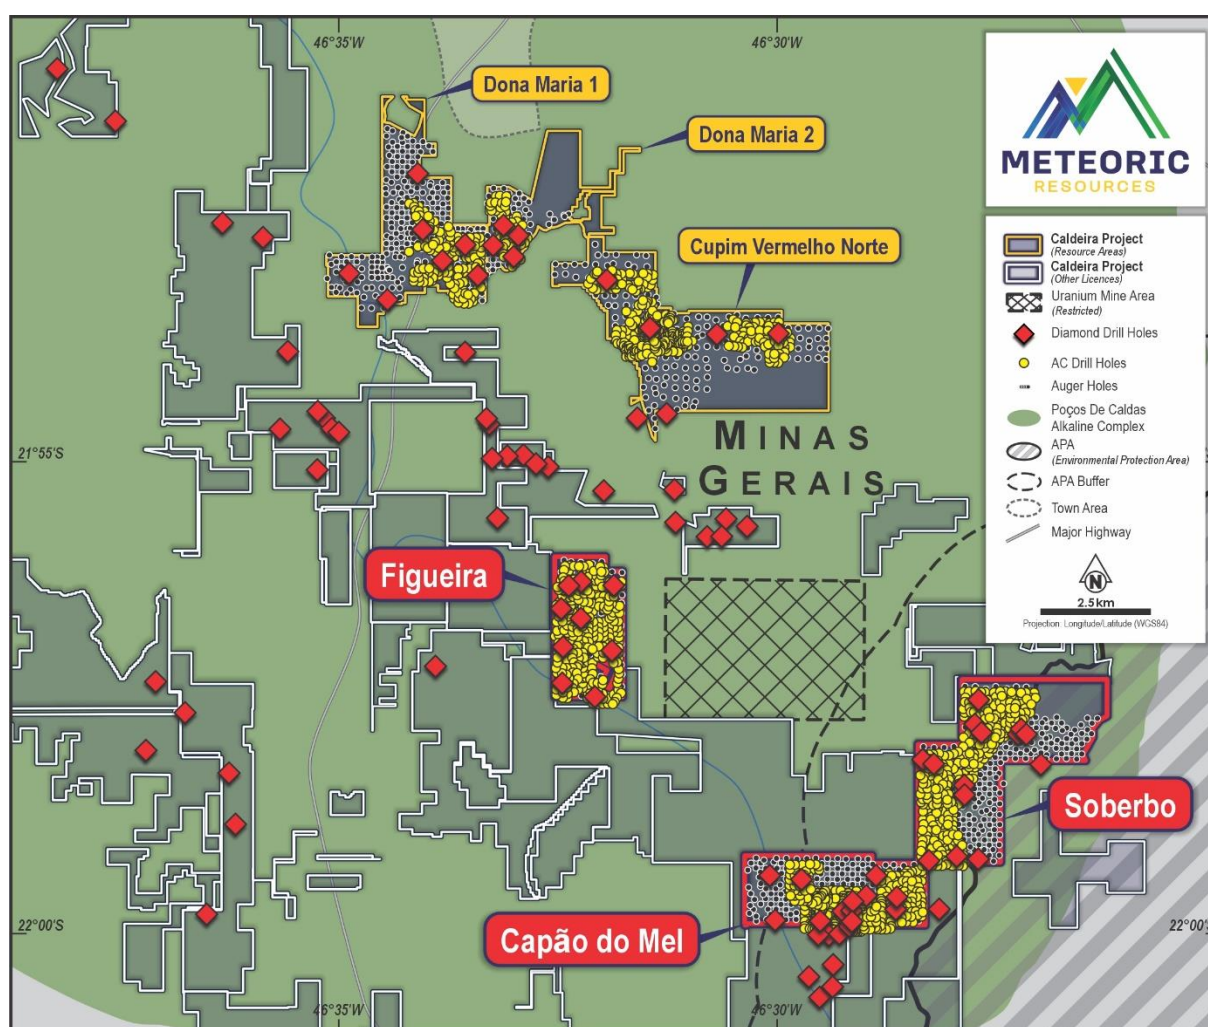 46°35'W
46°30'W
Dona Maria 1
Dona Maria 2
Cupim Vermelho Norte
METEORIC
RESOURCES
Caldeira Project
(Resource Areas)
Caldeira Project
(Other Licences)
Uranium Mine Area
(Restricted)
Diamond Drill Holes
AC Drill Holes
Auger Holes
Poços De Caldas
Alkaline Complex
APA
(Environmental Protection Area)
APA Buffer
Town Area
Major Highway
N
2.5km
Projection: Longitude/Latitude (WGS84)
21°55'S
MINAS
GERAIS
Figueira
Soberbo
Capão do Mel
22°00'S
22°00'S
46°35'W
46°30'W